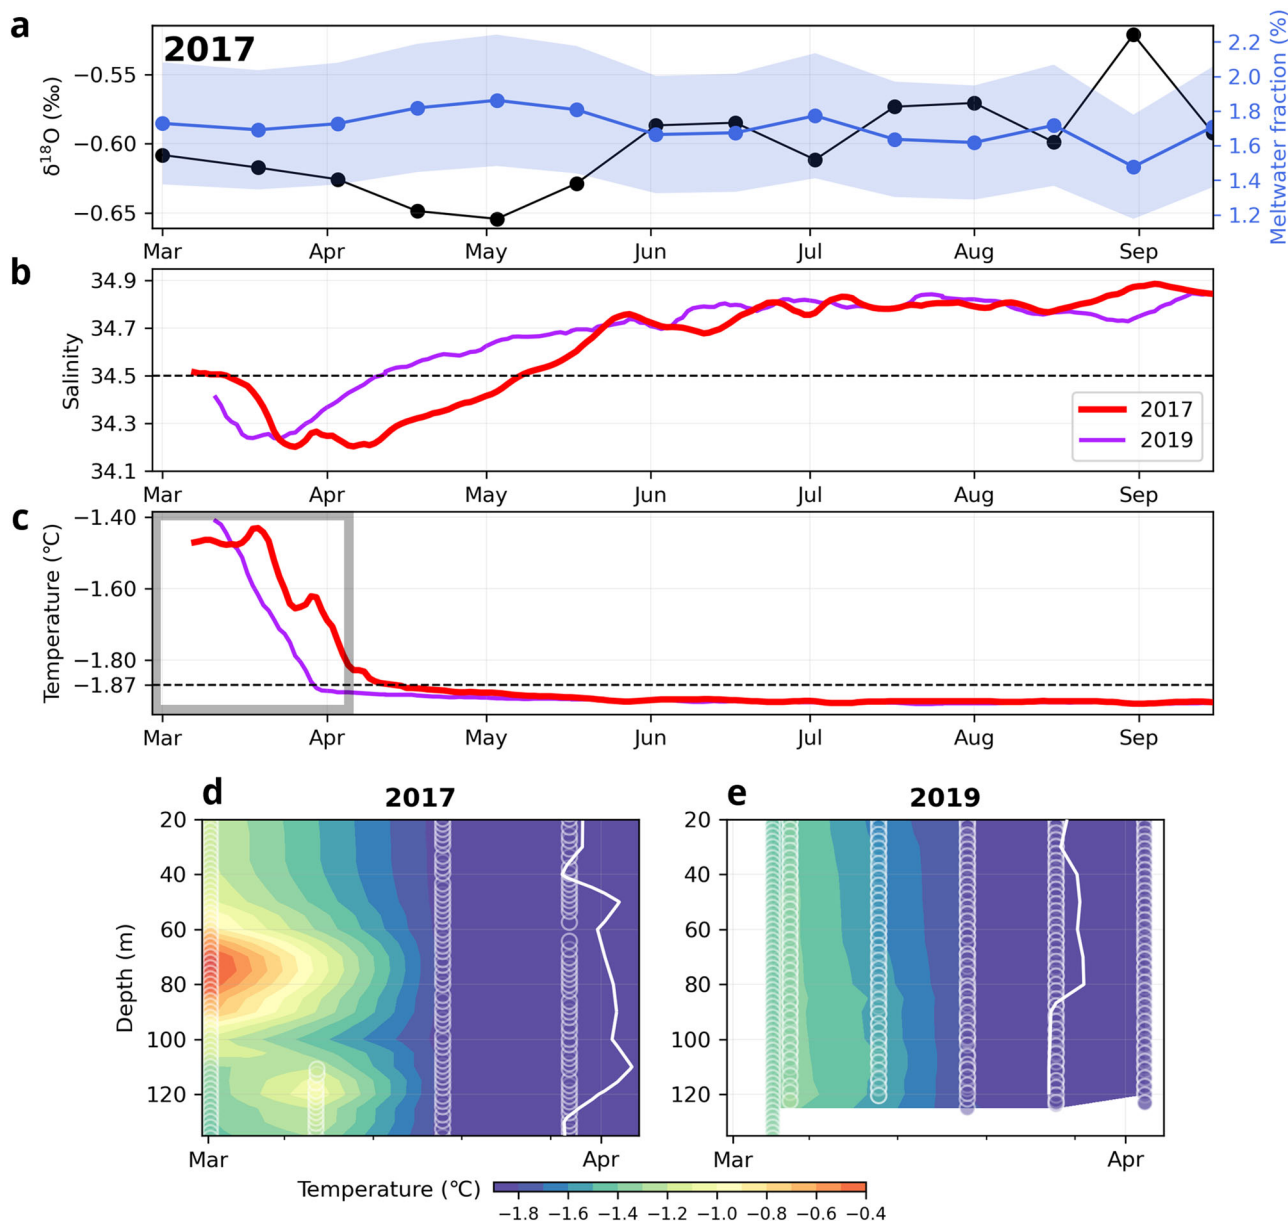 a
2017
δ¹⁸O (‰)
−0.55
−0.60
−0.65
2.2
2.0
1.8
1.6
1.4
1.2
Meltwater fraction (%)
Mar Apr May Jun Jul Aug Sep
b
Salinity
34.9
34.7
34.5
34.3
34.1
2017
2019
Mar Apr May Jun Jul Aug Sep
c
Temperature (℃)
−1.40
−1.60
−1.80
−1.87
Mar Apr May Jun Jul Aug Sep
d 2017
Depth (m)
20
40
60
80
100
120
Mar Apr
e 2019
20
40
60
80
100
120
Mar Apr
Temperature (℃)
−1.8 −1.6 −1.4 −1.2 −1.0 −0.8 −0.6 −0.4